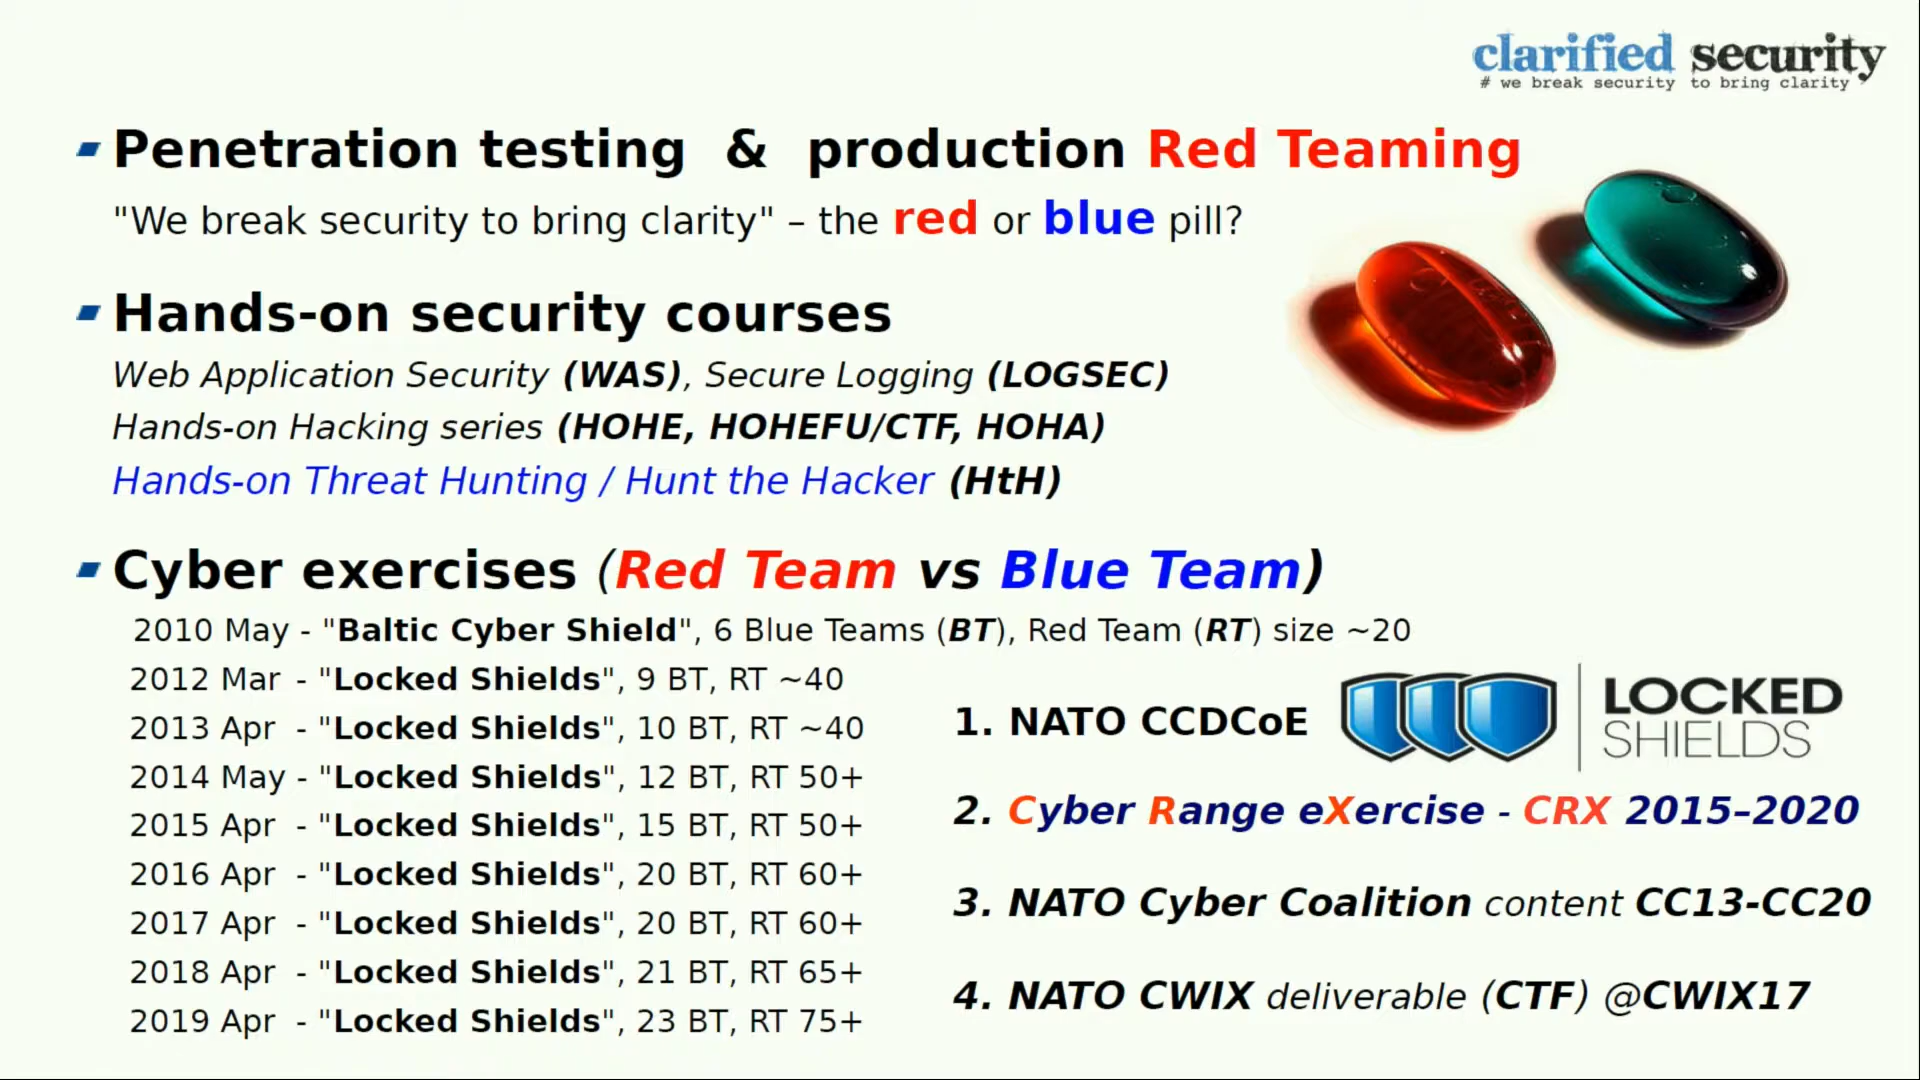 clarified security
# we break security to bring clarity
Penetration testing & production Red Teaming
"We break security to bring clarity" – the red or blue pill?
Hands-on security courses
Web Application Security (WAS), Secure Logging (LOGSEC)
Hands-on Hacking series (HOHE, HOHEFU/CTF, HOHA)
Hands-on Threat Hunting / Hunt the Hacker (HtH)
Cyber exercises (Red Team vs Blue Team)
2010 May - "Baltic Cyber Shield", 6 Blue Teams (BT), Red Team (RT) size ~20
2012 Mar - "Locked Shields", 9 BT, RT ~40
2013 Apr - "Locked Shields", 10 BT, RT ~40
2014 May - "Locked Shields", 12 BT, RT 50+
2015 Apr - "Locked Shields", 15 BT, RT 50+
2016 Apr - "Locked Shields", 20 BT, RT 60+
2017 Apr - "Locked Shields", 20 BT, RT 60+
2018 Apr - "Locked Shields", 21 BT, RT 65+
2019 Apr - "Locked Shields", 23 BT, RT 75+
1. NATO CCDCoE
LOCKED
SHIELDS
2. Cyber Range eXercise - CRX 2015–2020
3. NATO Cyber Coalition content CC13-CC20
4. NATO CWIX deliverable (CTF) @CWIX17